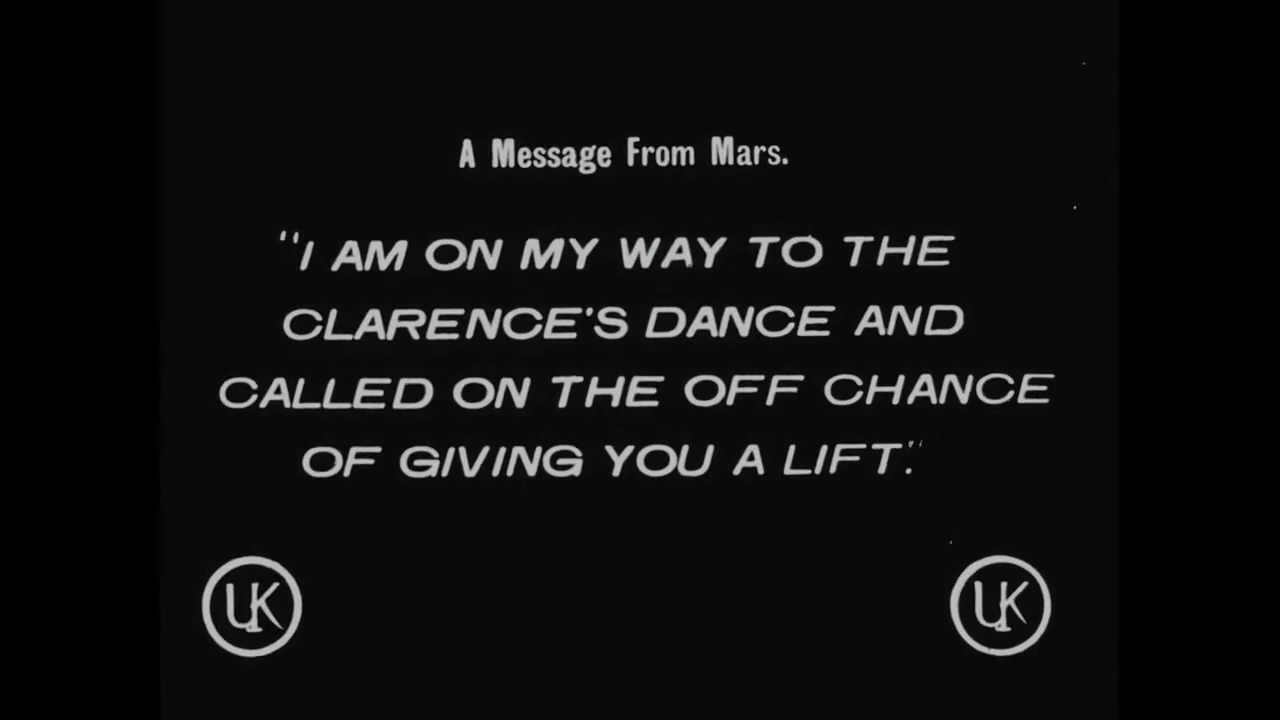 A Message From Mars.
"I AM ON MY WAY TO THE
CLARENCE'S DANCE AND
CALLED ON THE OFF CHANCE
OF GIVING YOU A LIFT."
UK UK